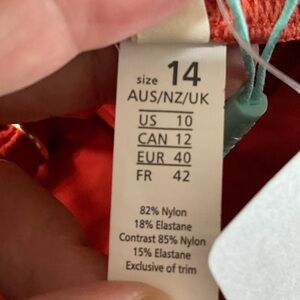 size 14
AUS/NZ/UK
US 10
CAN 12
EUR 40
FR 42
82% Nylon
18% Elastane
Contrast 85% Nylon
15% Elastane
Exclusive of trim